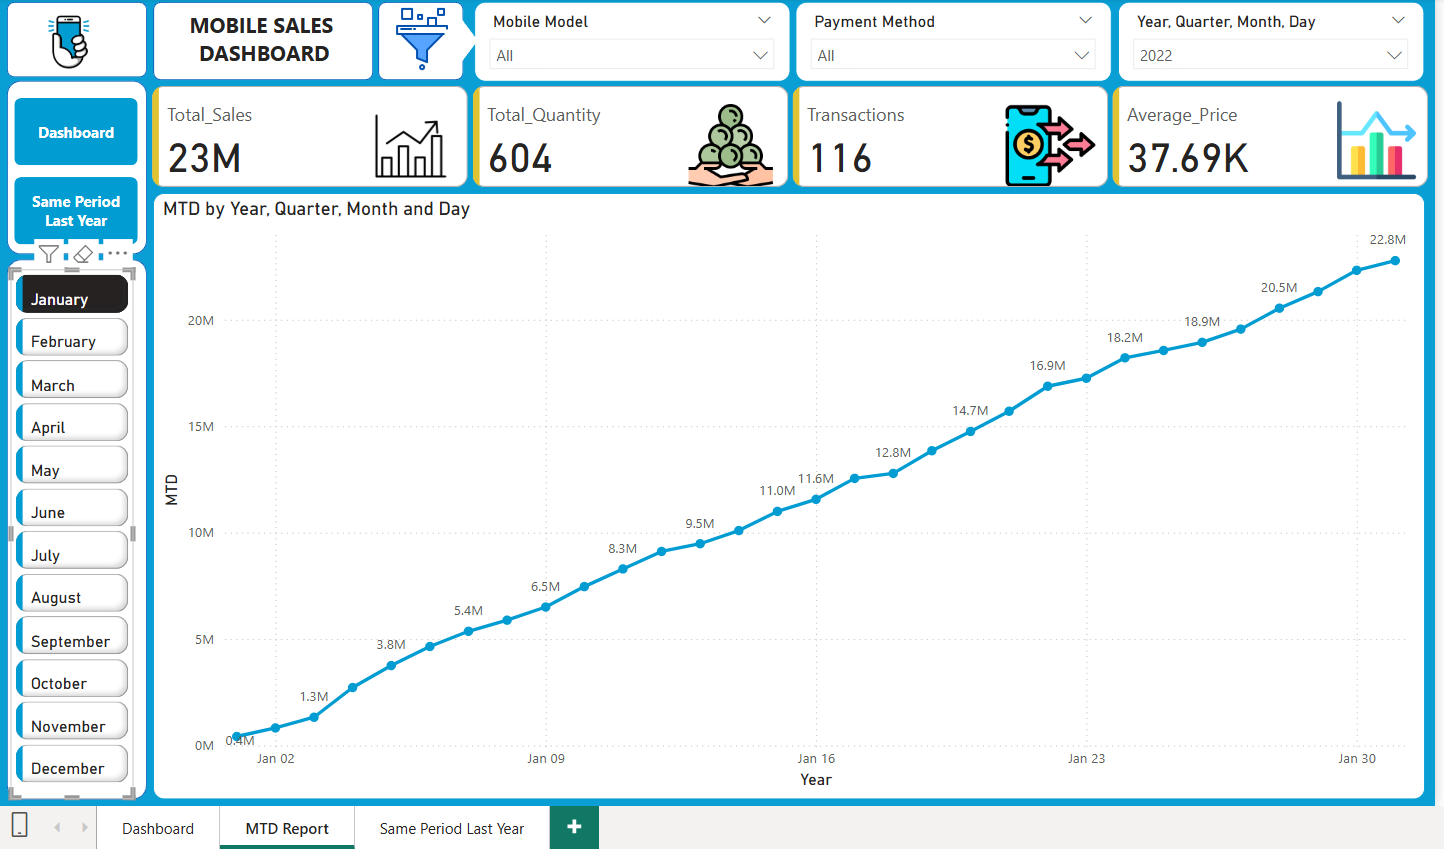 MOBILE SALES
DASHBOARD
Mobile Model
All
Payment Method
All
Year, Quarter, Month, Day
2022
Dashboard
Same Period
Last Year
Total_Sales
23M
Total_Quantity
604
Transactions
116
$
Average_Price
37.69K
January
February
March
April
May
June
July
August
September
October
November
December
MTD by Year, Quarter, Month and Day
MTD
20M
15M
10M
5M
0M
0.4M
1.3M
3.8M
5.4M
6.5M
8.3M
9.5M
11.0M
11.6M
12.8M
14.7M
16.9M
18.2M
18.9M
20.5M
22.8M
Jan 02
Jan 09
Jan 16
Jan 23
Jan 30
Year
Dashboard
MTD Report
Same Period Last Year
+